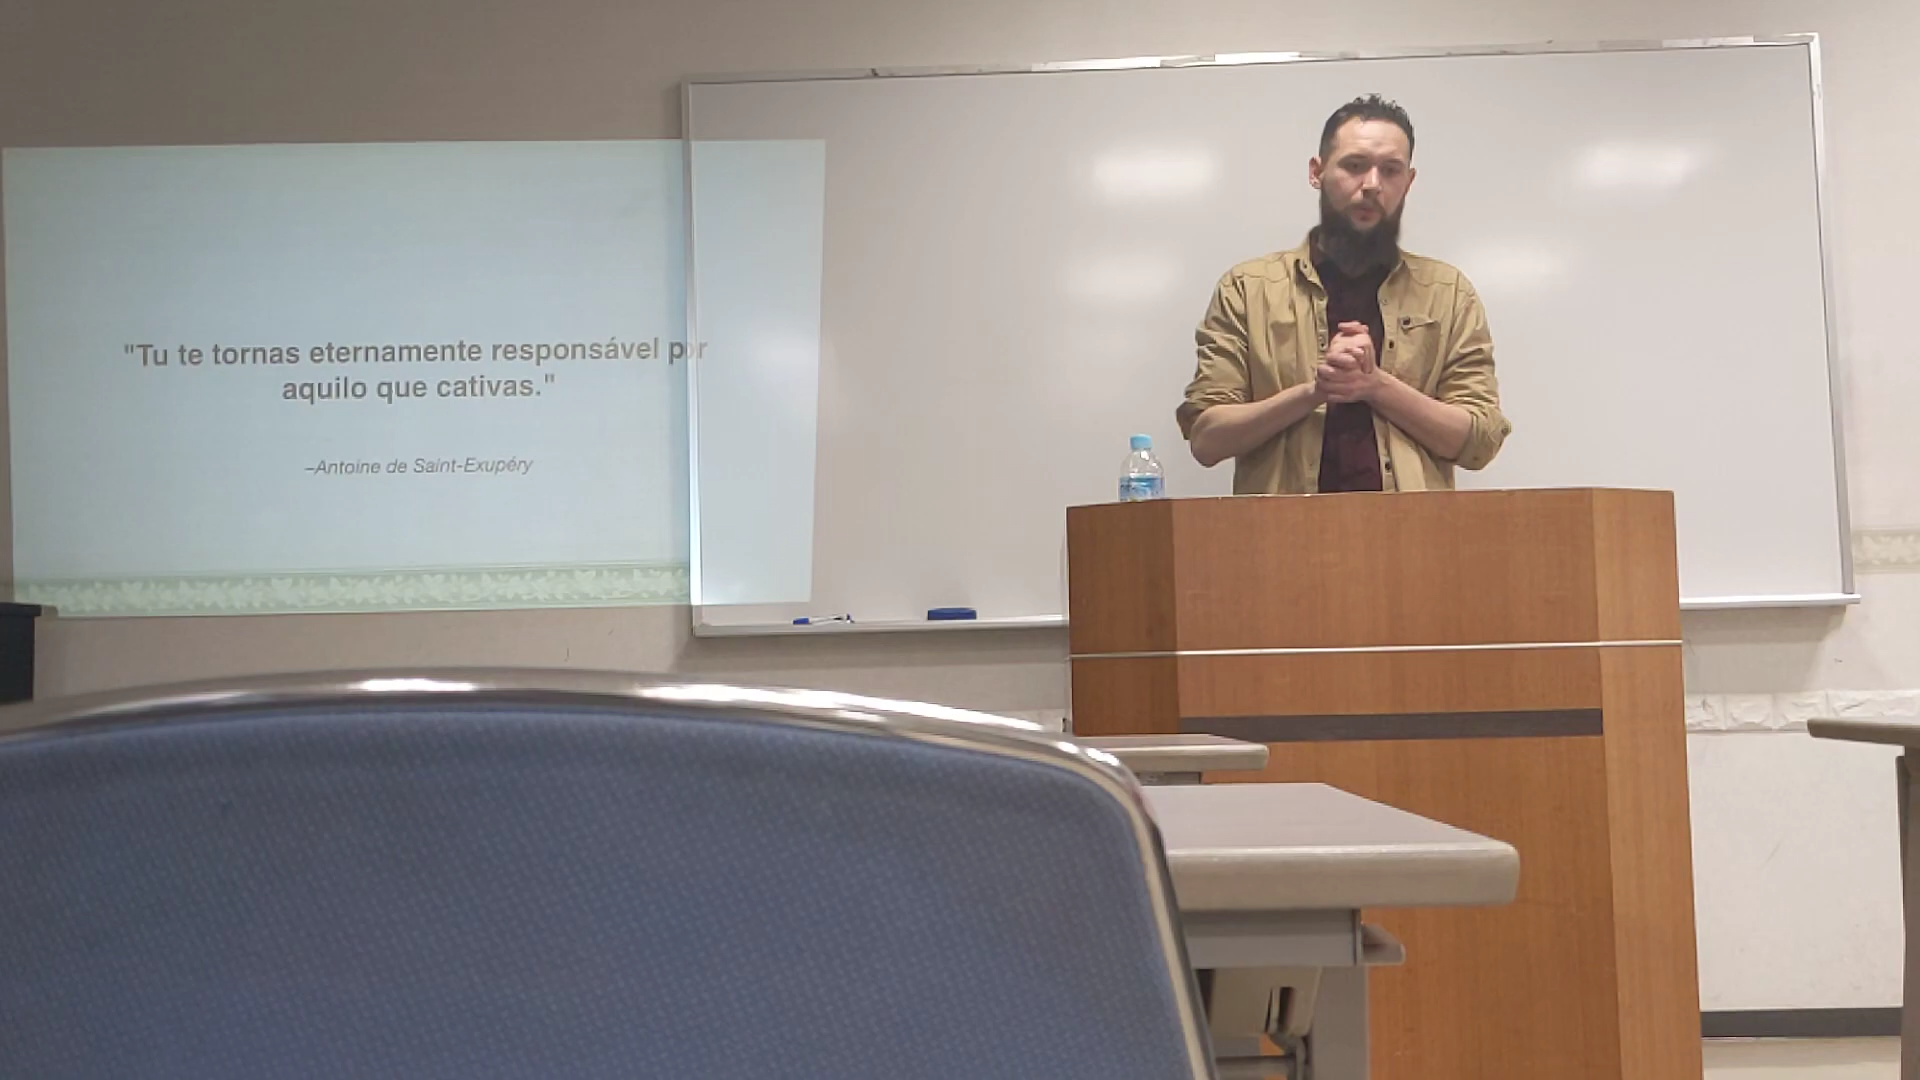 "Tu te tornas eternamente responsável por
aquilo que cativas."
–Antoine de Saint-Exupéry